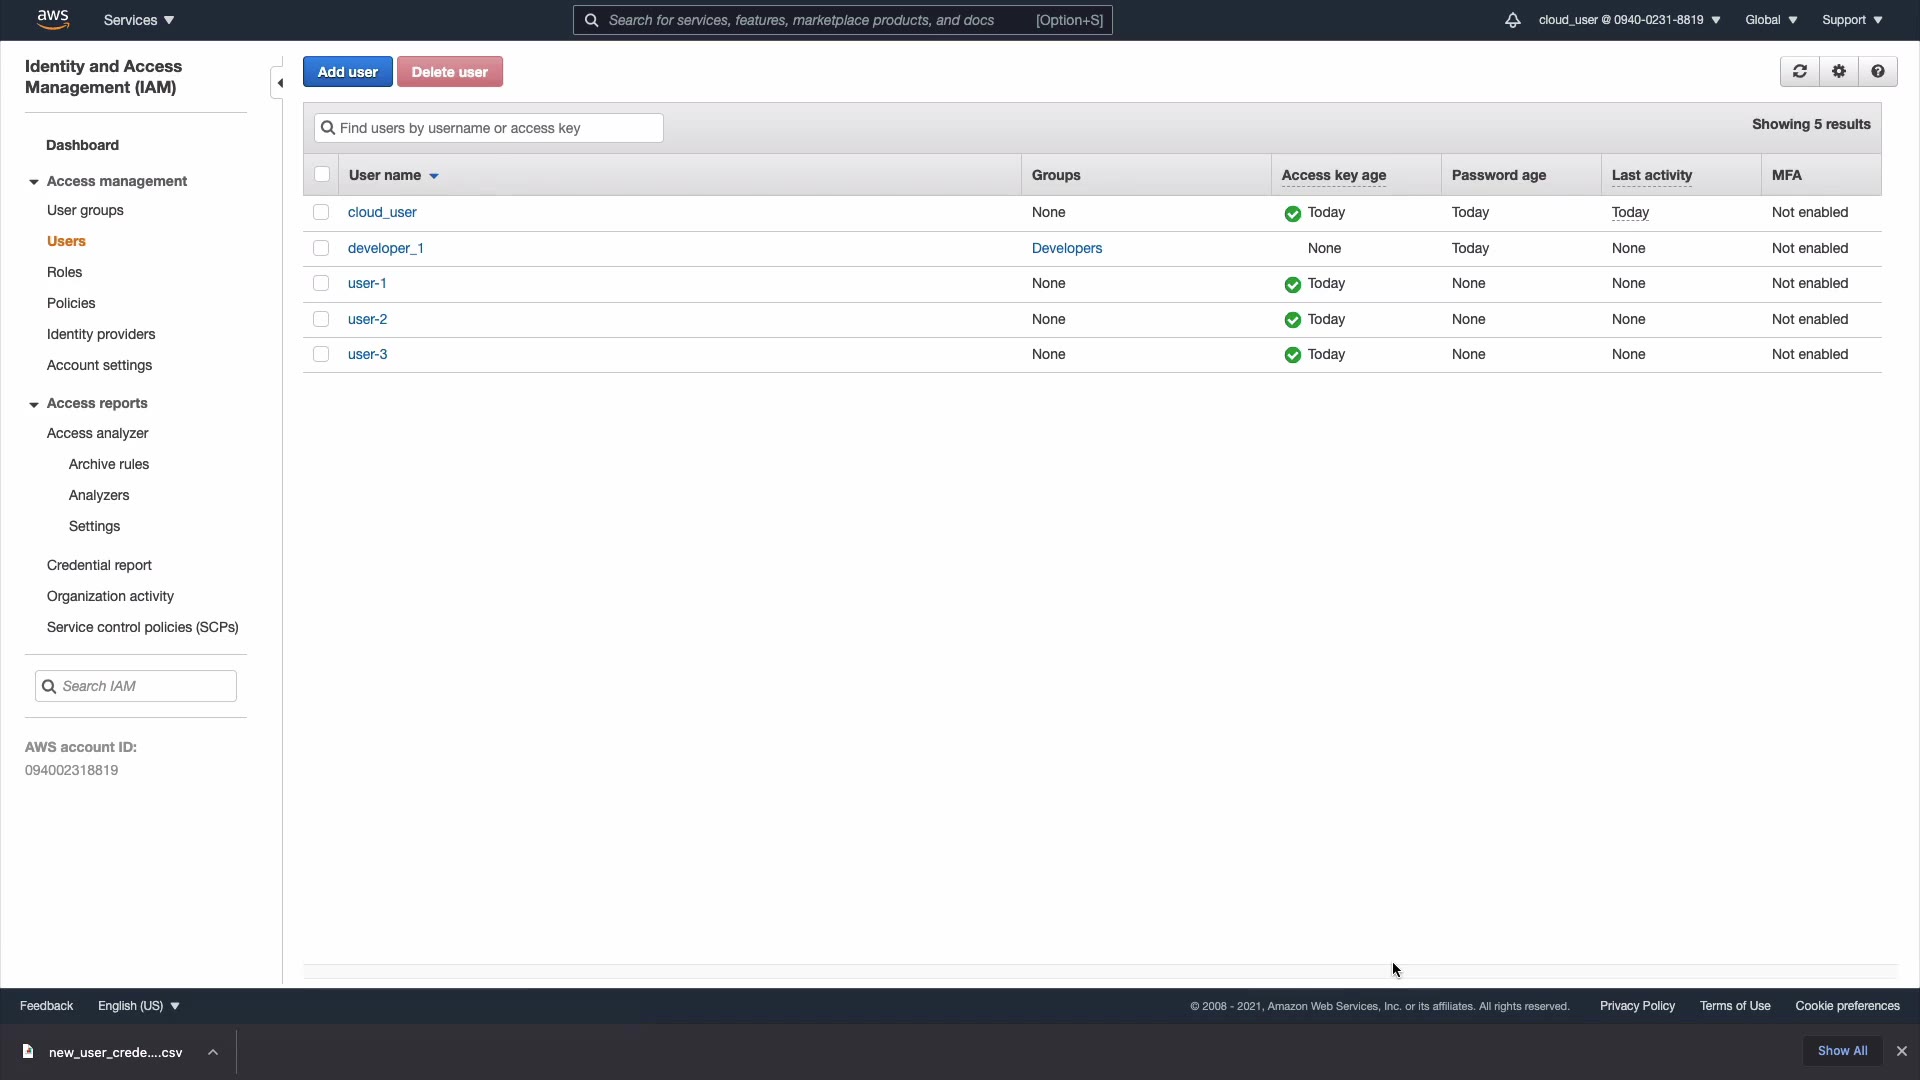 aws
Services
Search for services, features, marketplace products, and docs [Option+S]
cloud_user @ 0940-0231-8819
Global
Support
Identity and Access
Management (IAM)
Dashboard
Access management
User groups
Users
Roles
Policies
Identity providers
Account settings
Access reports
Access analyzer
Archive rules
Analyzers
Settings
Credential report
Organization activity
Service control policies (SCPs)
Search IAM
AWS account ID:
094002318819
Add user
Delete user
Find users by username or access key
Showing 5 results
User name Groups Access key age Password age Last activity MFA
cloud_user None Today Today Today Not enabled
developer_1 Developers None Today None Not enabled
user-1 None Today None None Not enabled
user-2 None Today None None Not enabled
user-3 None Today None None Not enabled
Feedback
English (US)
© 2008 - 2021, Amazon Web Services, Inc. or its affiliates. All rights reserved.
Privacy Policy
Terms of Use
Cookie preferences
new_user_crede....csv
Show All